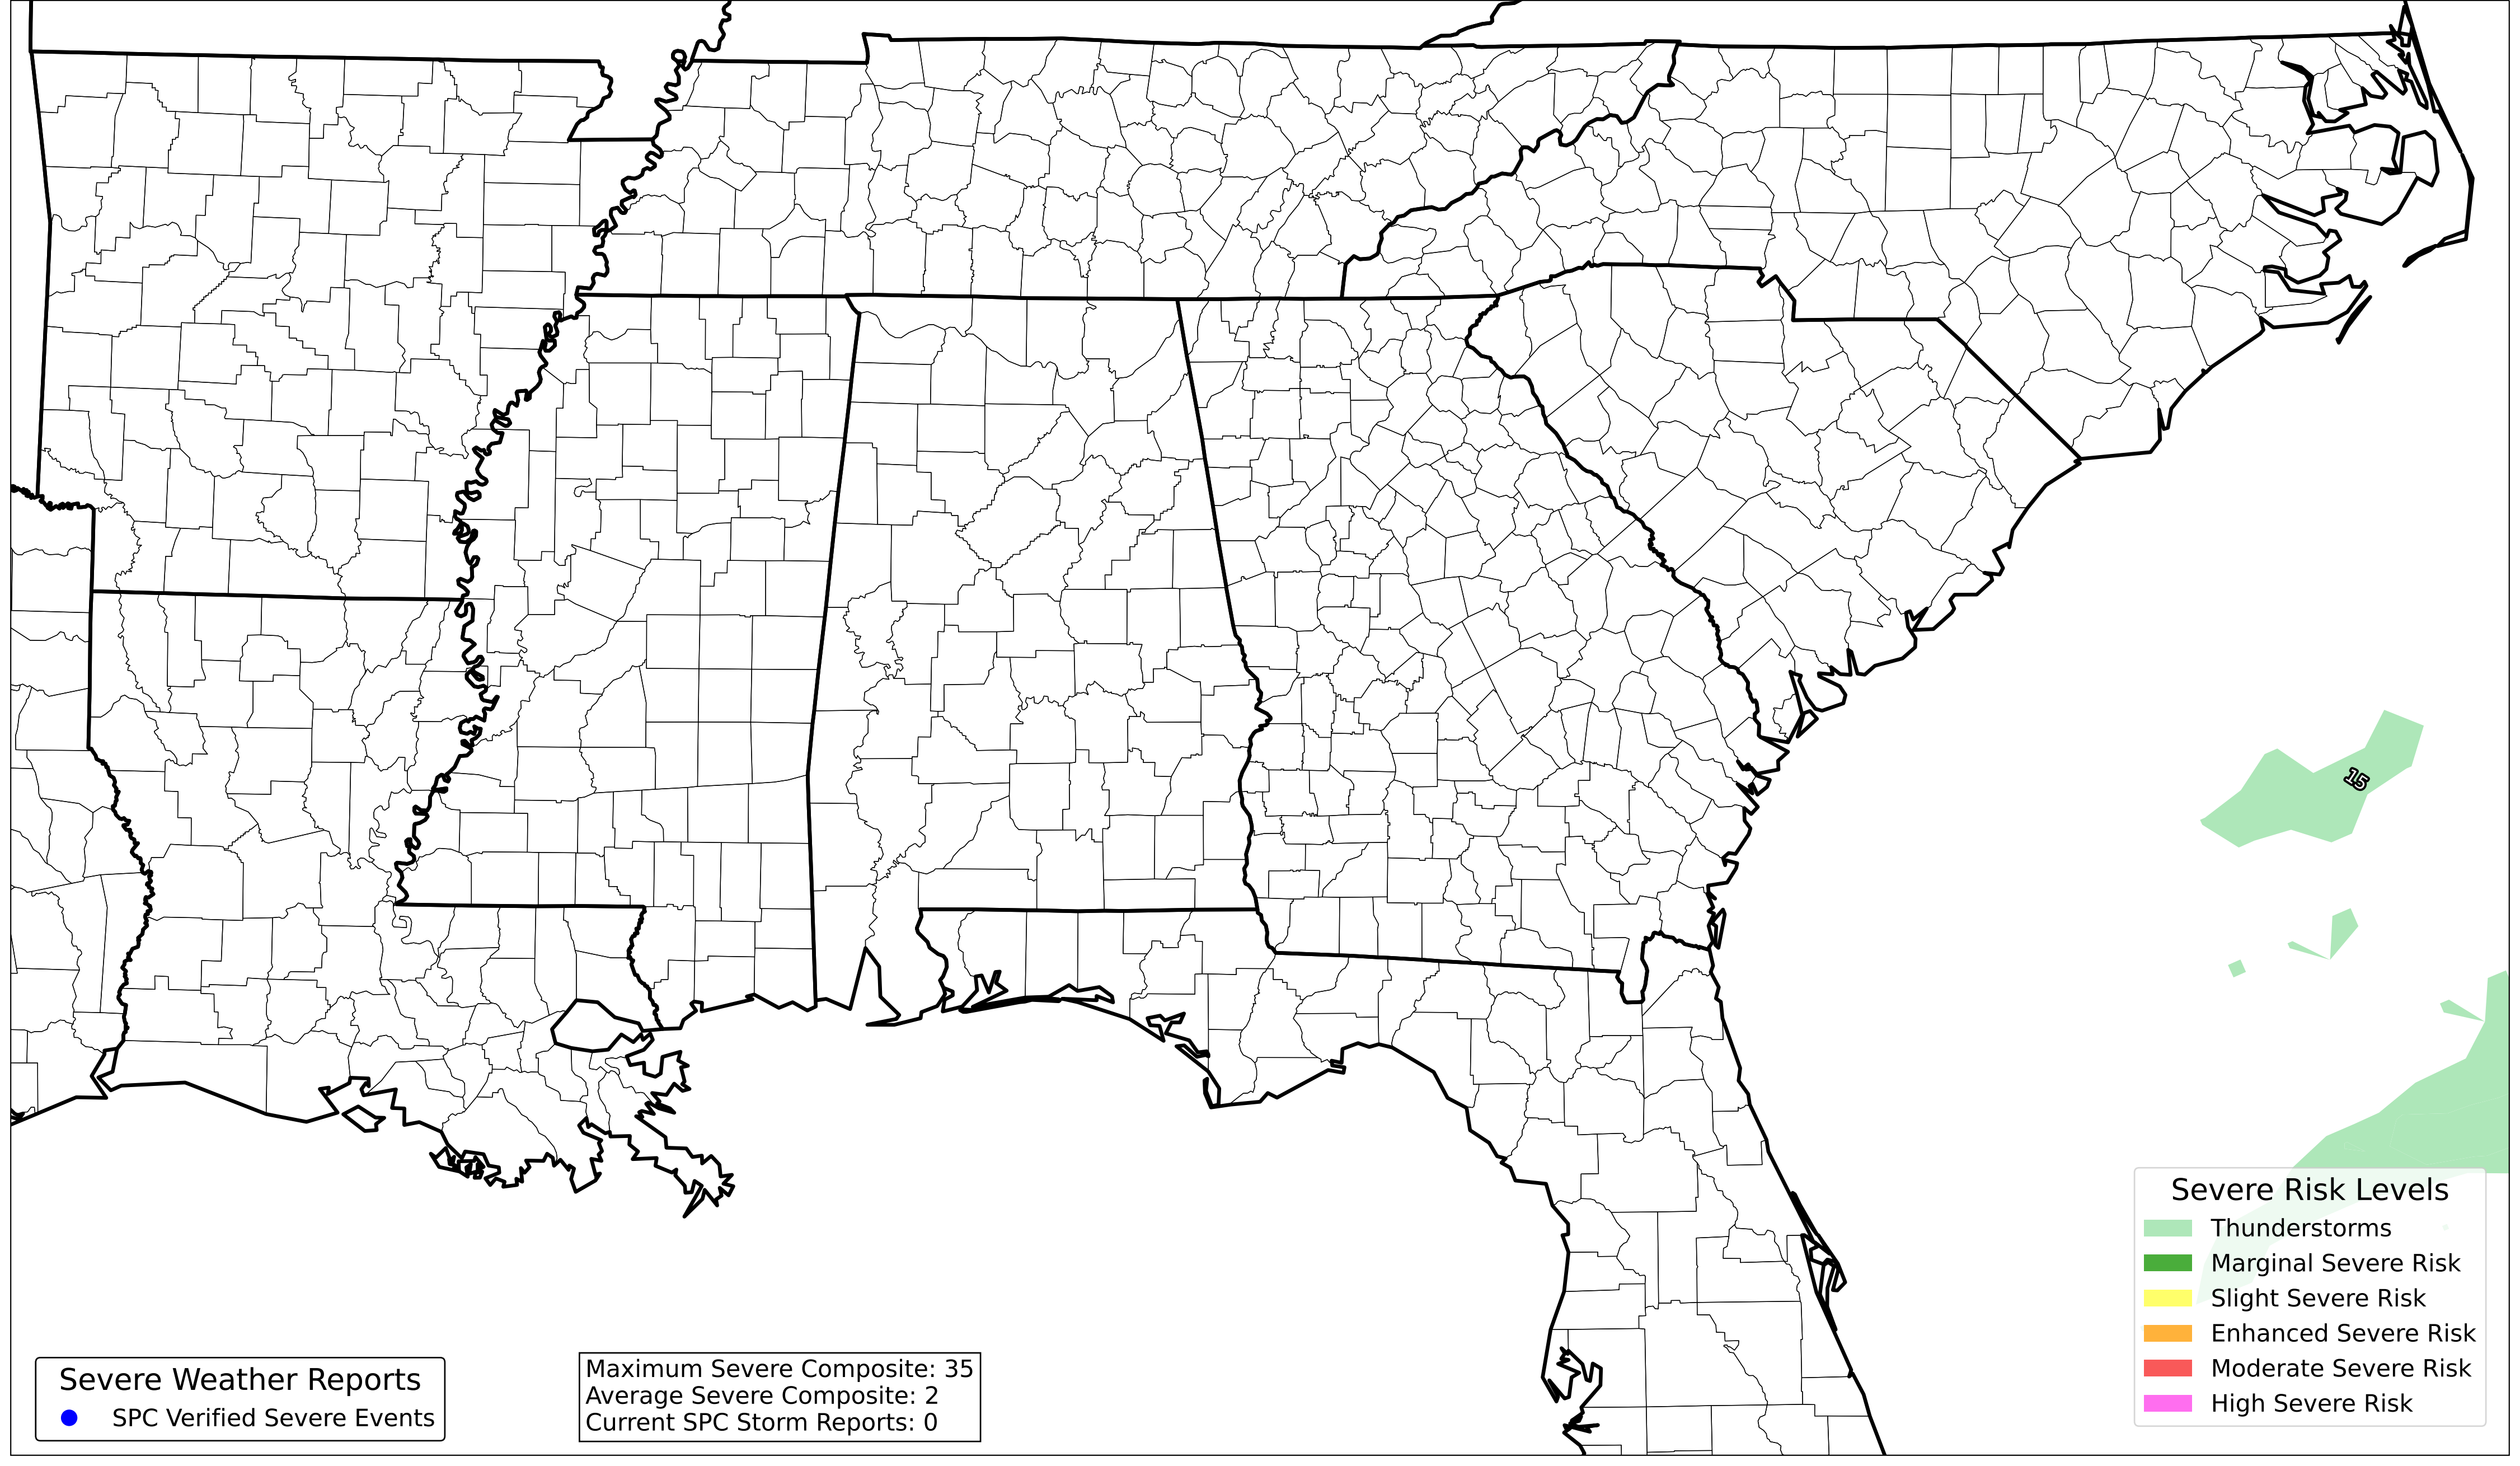 15
Severe Risk Levels
Thunderstorms
Marginal Severe Risk
Slight Severe Risk
Enhanced Severe Risk
Moderate Severe Risk
High Severe Risk
Severe Weather Reports
SPC Verified Severe Events
Maximum Severe Composite: 35
Average Severe Composite: 2
Current SPC Storm Reports: 0